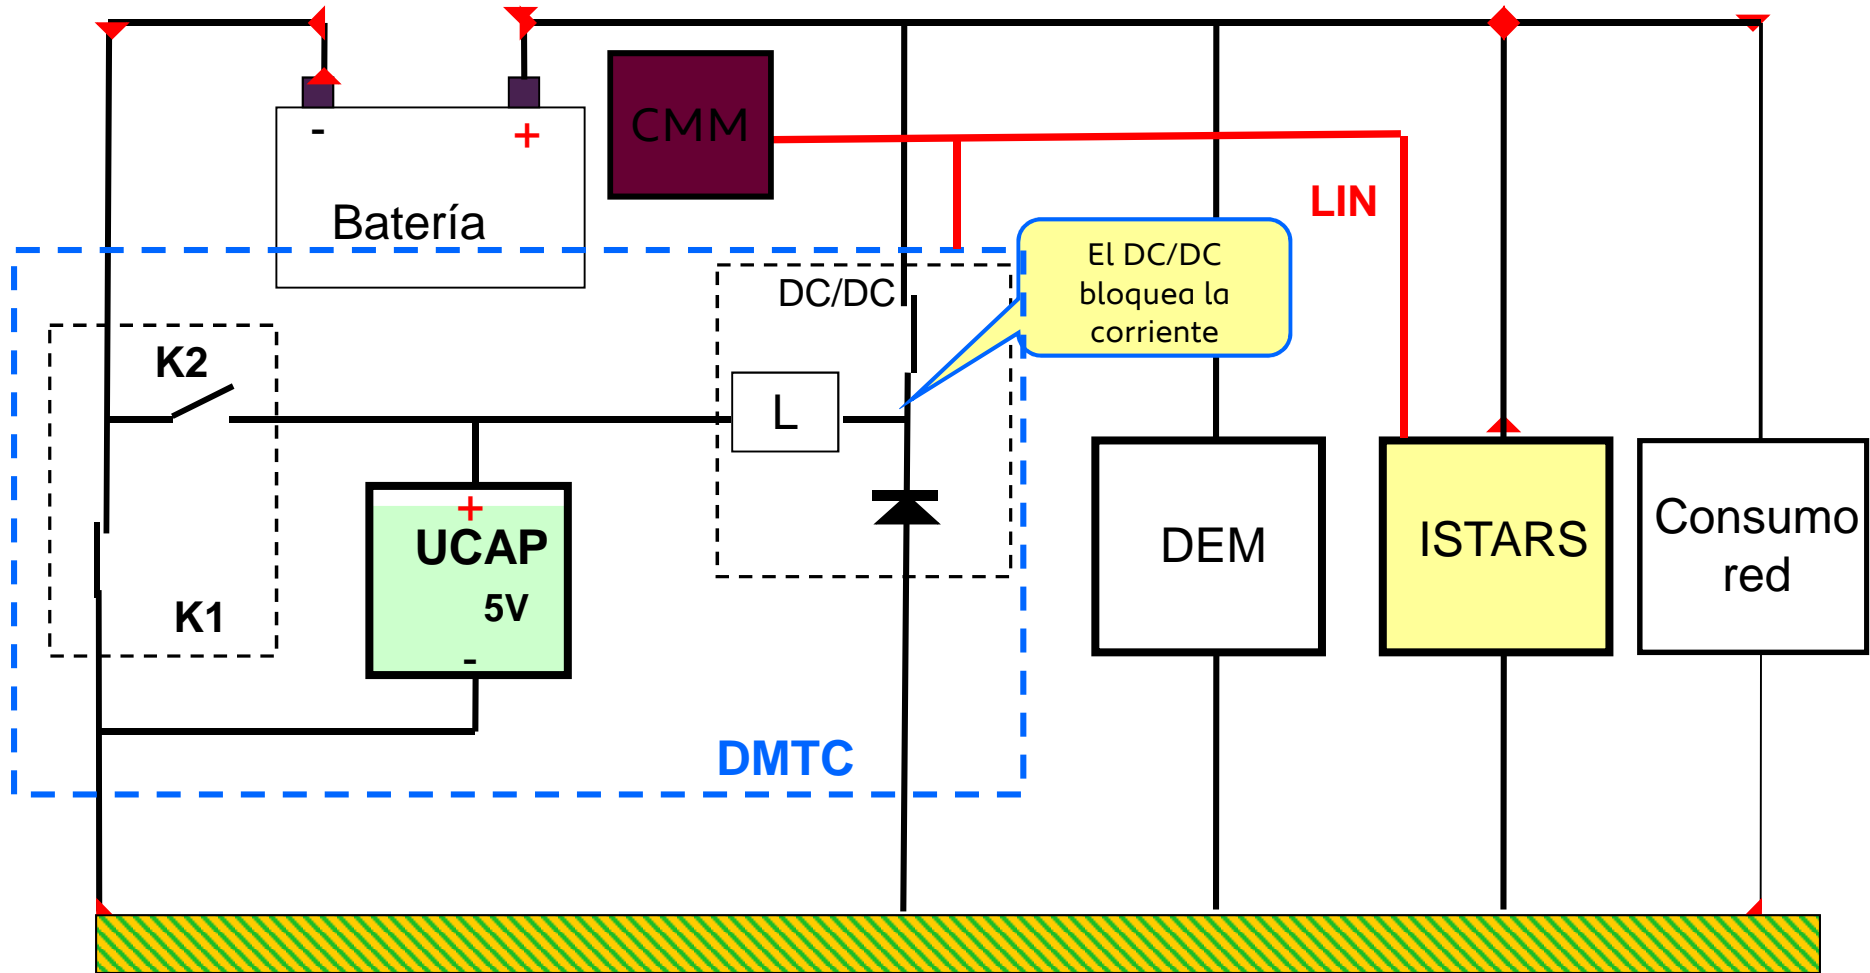 - +
CMM
Batería
LIN
El DC/DC
bloquea la
corriente
DC/DC
K2
L
+
UCAP
5V
-
K1
DEM
ISTARS
Consumo
red
DMTC